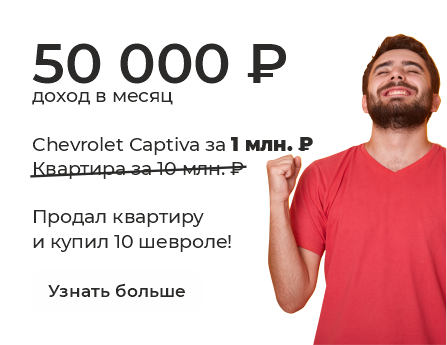 50 000 ₽
доход в месяц
Chevrolet Captiva за 1 млн. ₽
Квартира за 10 млн. ₽
Продал квартиру
и купил 10 шевроле!
Узнать больше